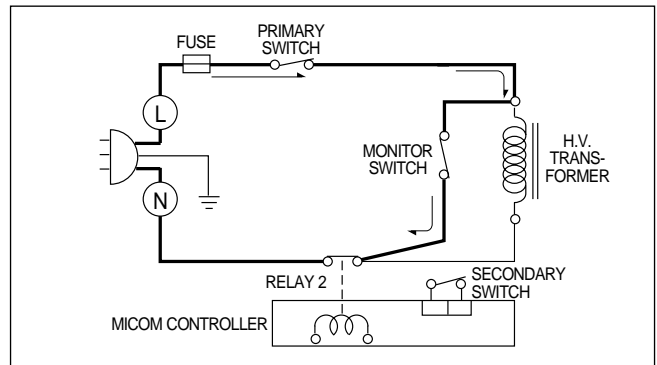 PRIMARY
SWITCH
FUSE
L
H.V.
TRANS-
FORMER
MONITOR
SWITCH
N
SECONDARY
SWITCH
RELAY 2
MICOM CONTROLLER